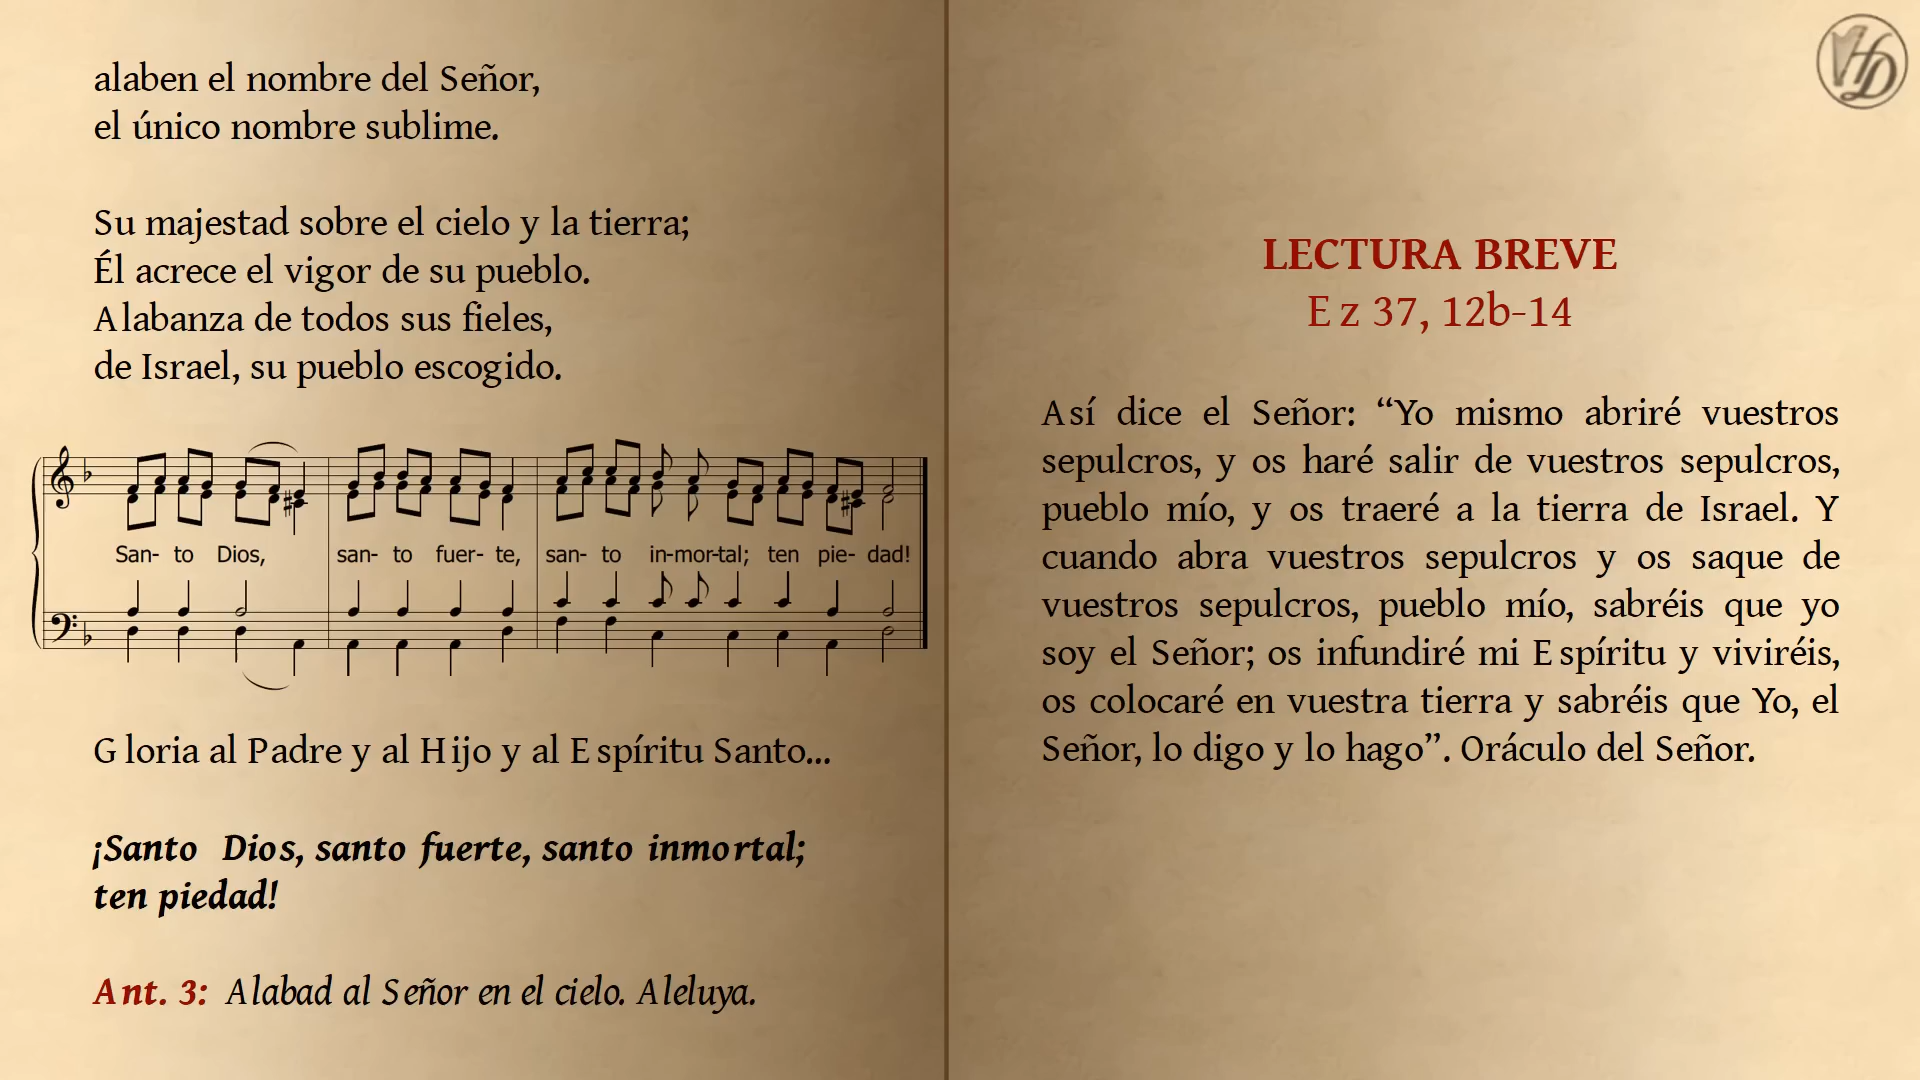 alaben el nombre del Señor,
el único nombre sublime.
Su majestad sobre el cielo y la tierra;
Él acrece el vigor de su pueblo.
Alabanza de todos sus fieles,
de Israel, su pueblo escogido.
San- to Dios, san- to fuer- te, san- to in-mor-tal; ten pie- dad!
Gloria al Padre y al Hijo y al Espíritu Santo...
¡Santo Dios, santo fuerte, santo inmortal;
ten piedad!
Ant. 3: Alabad al Señor en el cielo. Aleluya.
HD
LECTURA BREVE
Ez 37, 12b-14
Así dice el Señor: “Yo mismo abriré vuestros
sepulcros, y os haré salir de vuestros sepulcros,
pueblo mío, y os traeré a la tierra de Israel. Y
cuando abra vuestros sepulcros y os saque de
vuestros sepulcros, pueblo mío, sabréis que yo
soy el Señor; os infundiré mi Espíritu y viviréis,
os colocaré en vuestra tierra y sabréis que Yo, el
Señor, lo digo y lo hago”. Oráculo del Señor.